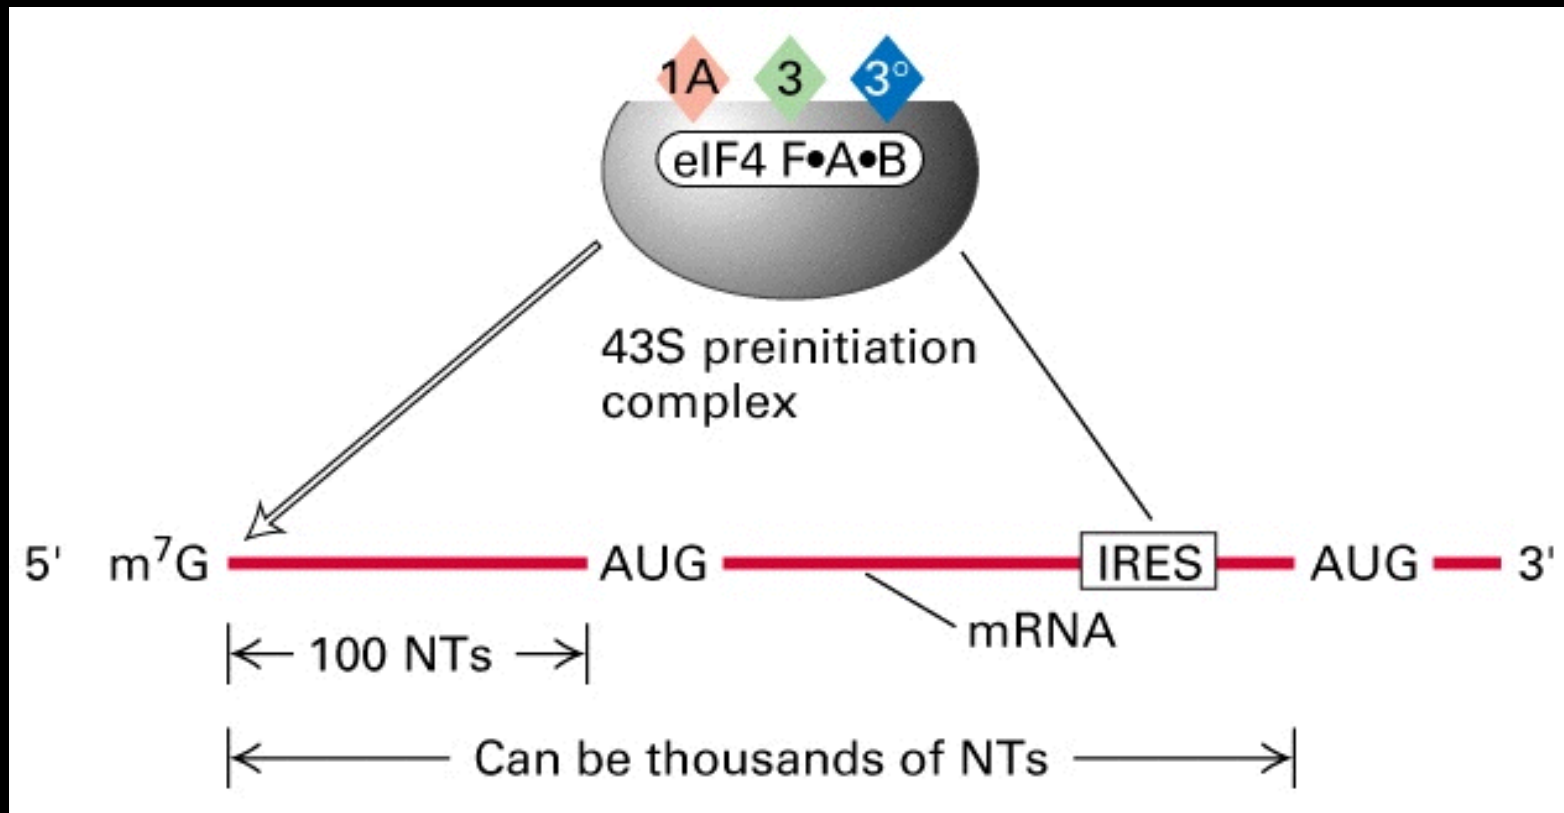 1A 3 3°
eIF4 F•A•B
43S preinitiation
complex
5' m⁷G AUG IRES AUG 3'
mRNA
100 NTs
Can be thousands of NTs